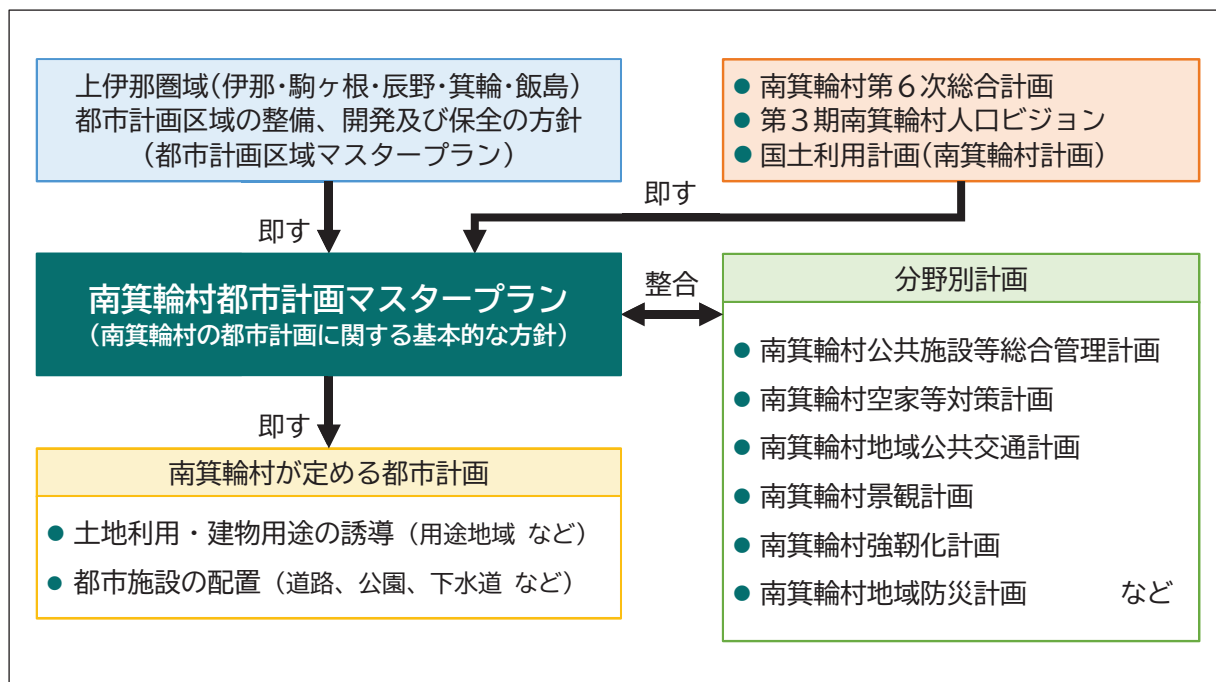 上伊那圏域(伊那・駒ヶ根・辰野・箕輪・飯島)
都市計画区域の整備、開発及び保全の方針
(都市計画区域マスタープラン)
● 南箕輪村第6次総合計画
● 第3期南箕輪村人口ビジョン
● 国土利用計画(南箕輪村計画)
即す
即す
南箕輪村都市計画マスタープラン
(南箕輪村の都市計画に関する基本的な方針)
整合
分野別計画
● 南箕輪村公共施設等総合管理計画
● 南箕輪村空家等対策計画
● 南箕輪村地域公共交通計画
● 南箕輪村景観計画
● 南箕輪村強靭化計画
● 南箕輪村地域防災計画 など
即す
南箕輪村が定める都市計画
● 土地利用・建物用途の誘導(用途地域 など)
● 都市施設の配置(道路、公園、下水道 など)